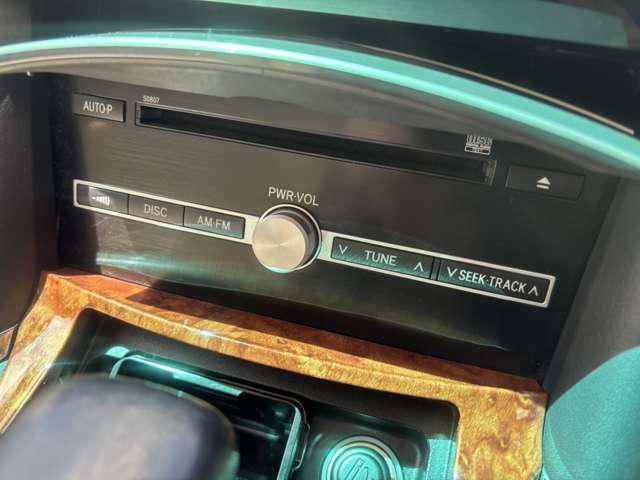 AUTO·P
50807
PWR·VOL
DISC
AM·FM
∨ TUNE ∧
∨ SEEK·TRACK ∧